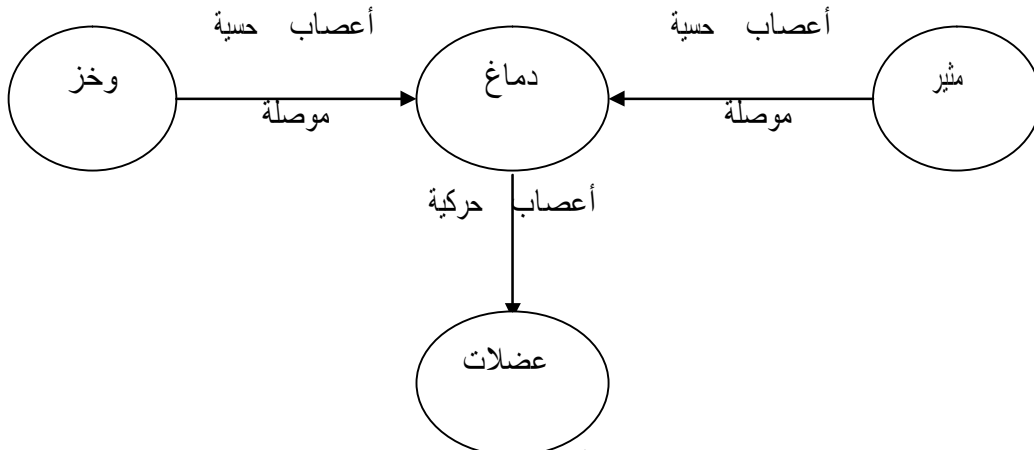 أعصاب حسية
أعصاب حسية
مثير
دماغ
وخز
موصلة
موصلة
أعصاب حركية
عضلات